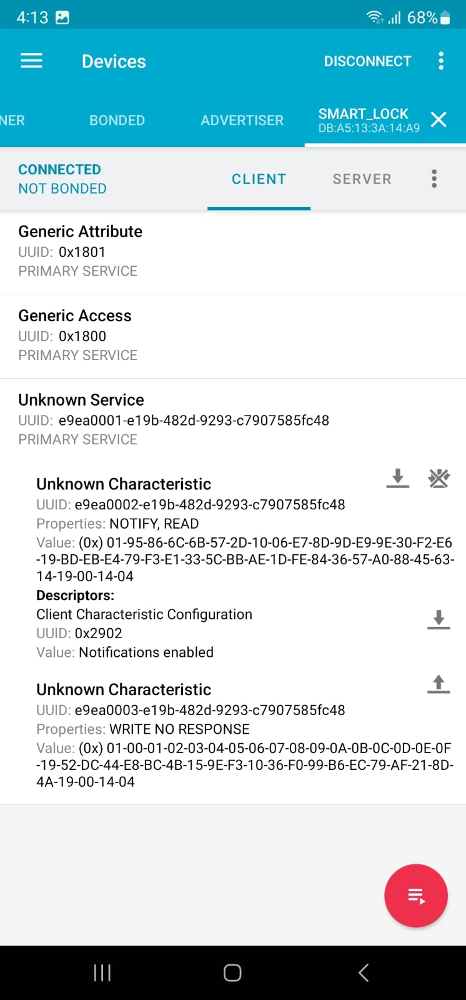 4:13
68%
Devices
DISCONNECT
NER
BONDED
ADVERTISER
SMART_LOCK
DB:A5:13:3A:14:A9
CONNECTED
NOT BONDED
CLIENT
SERVER
Generic Attribute
UUID: 0x1801
PRIMARY SERVICE
Generic Access
UUID: 0x1800
PRIMARY SERVICE
Unknown Service
UUID: e9ea0001-e19b-482d-9293-c7907585fc48
PRIMARY SERVICE
Unknown Characteristic
UUID: e9ea0002-e19b-482d-9293-c7907585fc48
Properties: NOTIFY, READ
Value: (0x) 01-95-86-6C-6B-57-2D-10-06-E7-8D-9D-E9-9E-30-F2-E6
-19-BD-EB-E4-79-F3-E1-33-5C-BB-AE-1D-FE-84-36-57-A0-88-45-63-
14-19-00-14-04
Descriptors:
Client Characteristic Configuration
UUID: 0x2902
Value: Notifications enabled
Unknown Characteristic
UUID: e9ea0003-e19b-482d-9293-c7907585fc48
Properties: WRITE NO RESPONSE
Value: (0x) 01-00-01-02-03-04-05-06-07-08-09-0A-0B-0C-0D-0E-0F
-19-52-DC-44-E8-BC-4B-15-9E-F3-10-36-F0-99-B6-EC-79-AF-21-8D-
4A-19-00-14-04